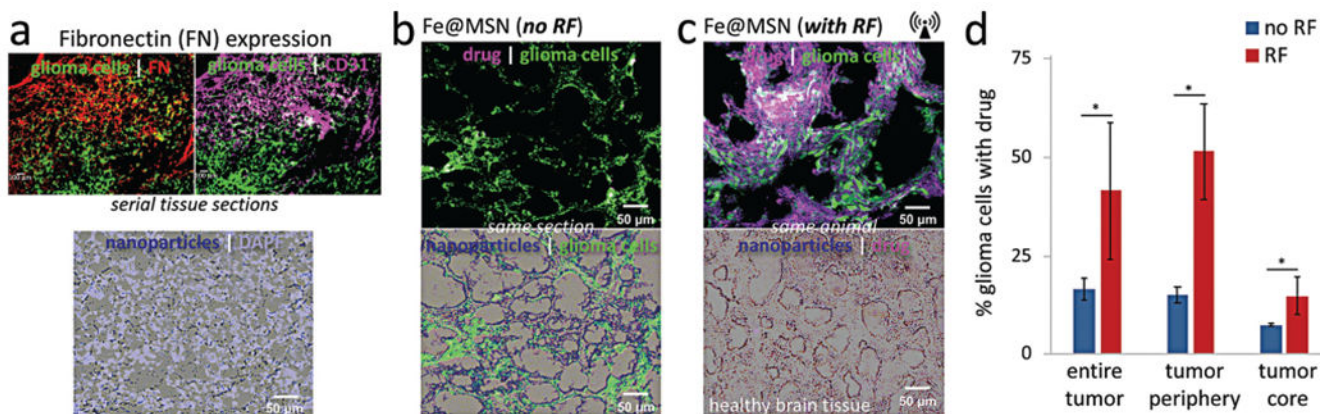 a
Fibronectin (FN) expression
glioma cells | FN
glioma cells | CD31
100 µm
serial tissue sections
nanoparticles | DAPI
50 µm
b
Fe@MSN (no RF)
drug | glioma cells
50 µm
same section
nanoparticles | glioma cells
50 µm
c
Fe@MSN (with RF)
drug | glioma cells
50 µm
same animal
nanoparticles | drug
healthy brain tissue
50 µm
d
no RF
RF
% glioma cells with drug
75
50
25
0
*
*
*
entire
tumor
tumor
periphery
tumor
core